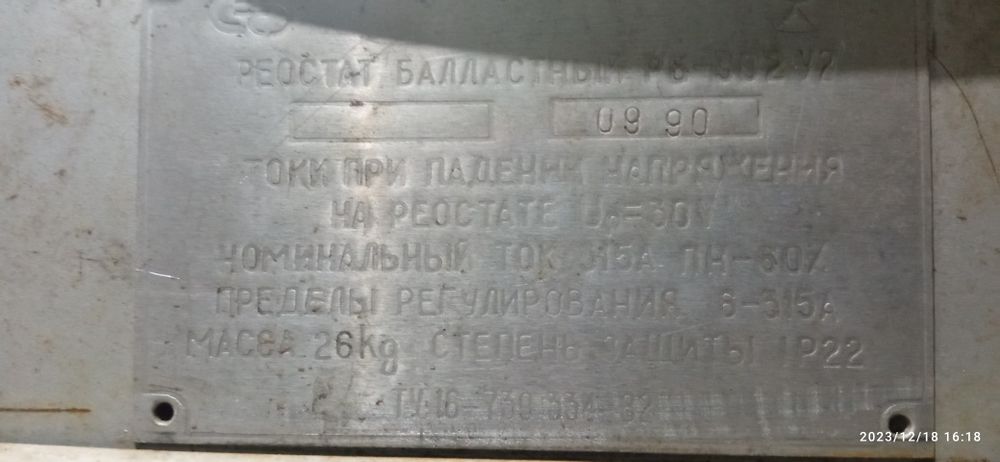 РЕОСТАТ БАЛЛАСТНЫЙ РБ-302 У2
09 90
ТОКИ ПРИ ПАДЕНИИ НАПРЯЖЕНИЯ
НА РЕОСТАТЕ Uр=30V
НОМИНАЛЬНЫЙ ТОК 315А ПН-60%
ПРЕДЕЛЫ РЕГУЛИРОВАНИЯ 6-315А
МАССА 26kg СТЕПЕНЬ ЗАЩИТЫ IP22
ТУ16-
2023/12/18 16:18